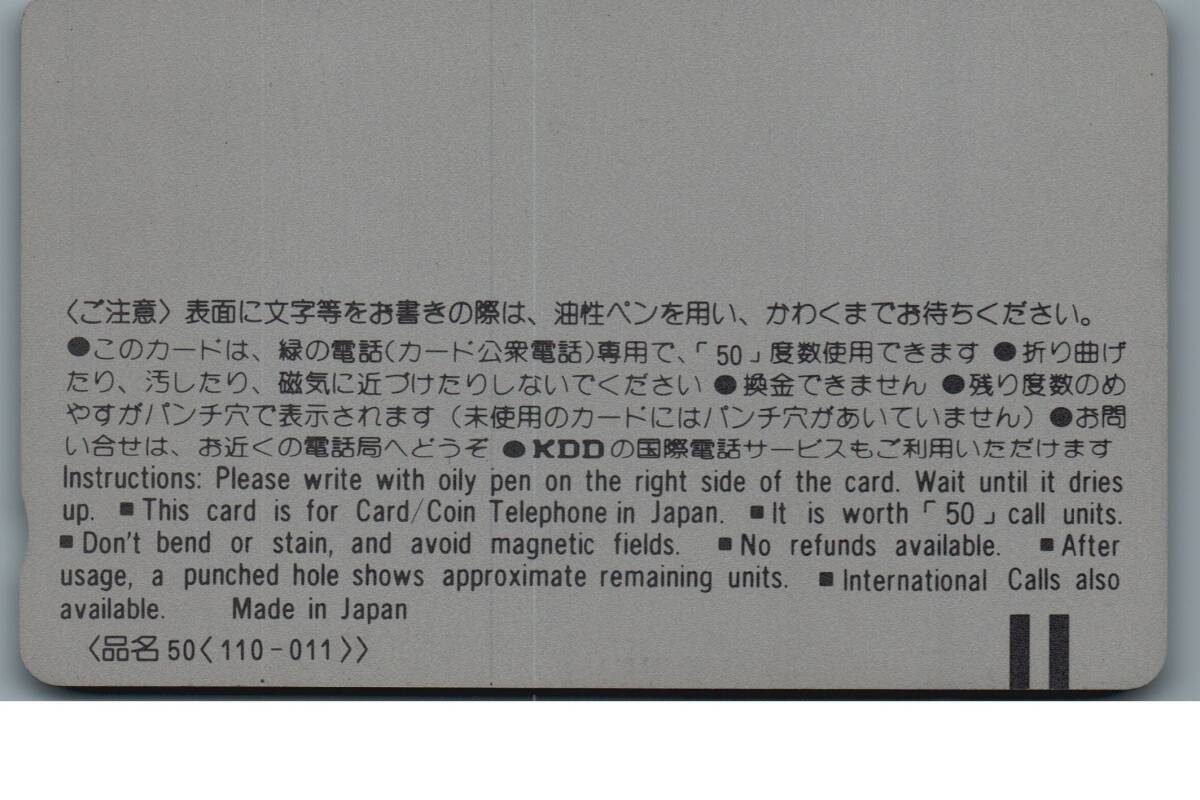 〈ご注意〉表面に文字等をお書きの際は、油性ペンを用い、かわくまでお待ちください。
●このカードは、緑の電話(カード公衆電話)専用で、「50」度数使用できます ●折り曲げ
たり、汚したり、磁気に近づけたりしないでください ●換金できません ●残り度数のめ
やすがパンチ穴で表示されます（未使用のカードにはパンチ穴があいていません）●お問
い合せは、お近くの電話局へどうぞ ●KDDの国際電話サービスもご利用いただけます
Instructions: Please write with oily pen on the right side of the card. Wait until it dries
up. ■This card is for Card/Coin Telephone in Japan. ■It is worth「50」call units.
■Don't bend or stain, and avoid magnetic fields. ■No refunds available. ■After
usage, a punched hole shows approximate remaining units. ■International Calls also
available. Made in Japan
〈品名50〈110-011〉〉